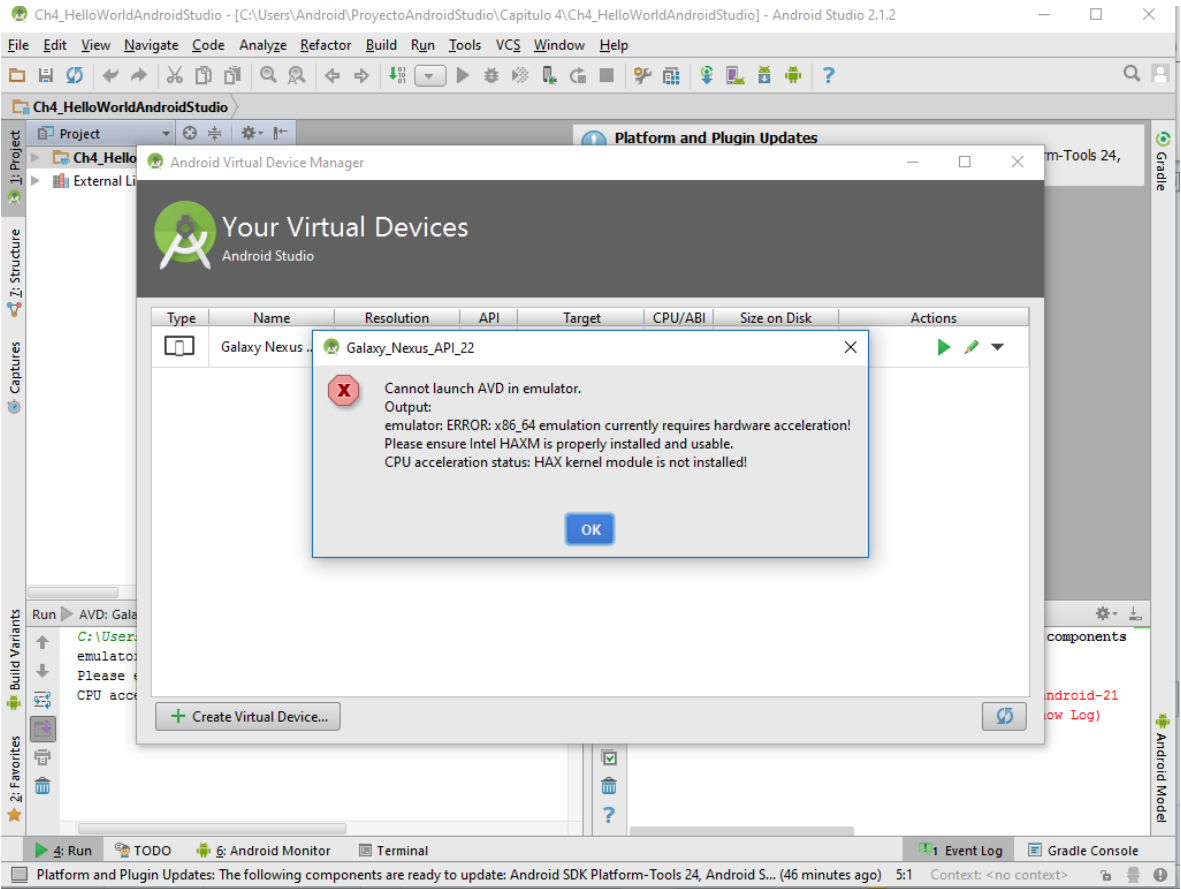 Ch4_HelloWorldAndroidStudio - [C:\Users\Android\ProyectoAndroidStudio\Capitulo 4\Ch4_HelloWorldAndroidStudio] - Android Studio 2.1.2
File Edit View Navigate Code Analyze Refactor Build Run Tools VCS Window Help
Ch4_HelloWorldAndroidStudio
Project
Platform and Plugin Updates
Ch4_Hello
m-Tools 24,
External Li
1: Project
7: Structure
Captures
Build Variants
2: Favorites
Gradle
Android Model
Android Virtual Device Manager
Your Virtual Devices
Android Studio
Type Name Resolution API Target CPU/ABI Size on Disk Actions
Galaxy Nexus ..
Galaxy_Nexus_API_22
Cannot launch AVD in emulator.
Output:
emulator: ERROR: x86_64 emulation currently requires hardware acceleration!
Please ensure Intel HAXM is properly installed and usable.
CPU acceleration status: HAX kernel module is not installed!
OK
Create Virtual Device...
Run AVD: Gala
C:\User
emulato
Please
CPU acce
components
ndroid-21
ow Log)
4: Run TODO 6: Android Monitor Terminal 1 Event Log Gradle Console
Platform and Plugin Updates: The following components are ready to update: Android SDK Platform-Tools 24, Android S... (46 minutes ago) 5:1 Context: <no context>